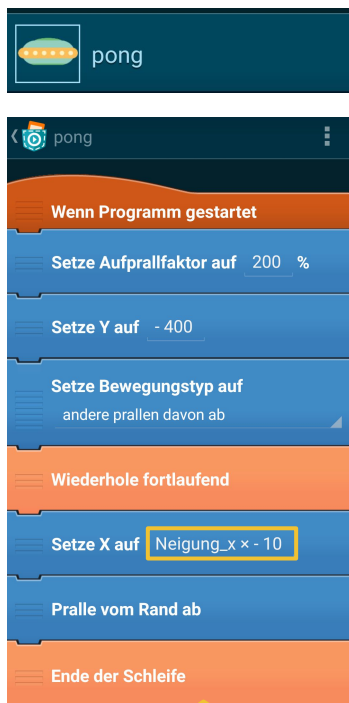 pong
pong
Wenn Programm gestartet
Setze Aufprallfaktor auf 200 %
Setze Y auf - 400
Setze Bewegungstyp auf
andere prallen davon ab
Wiederhole fortlaufend
Setze X auf Neigung_x × - 10
Pralle vom Rand ab
Ende der Schleife